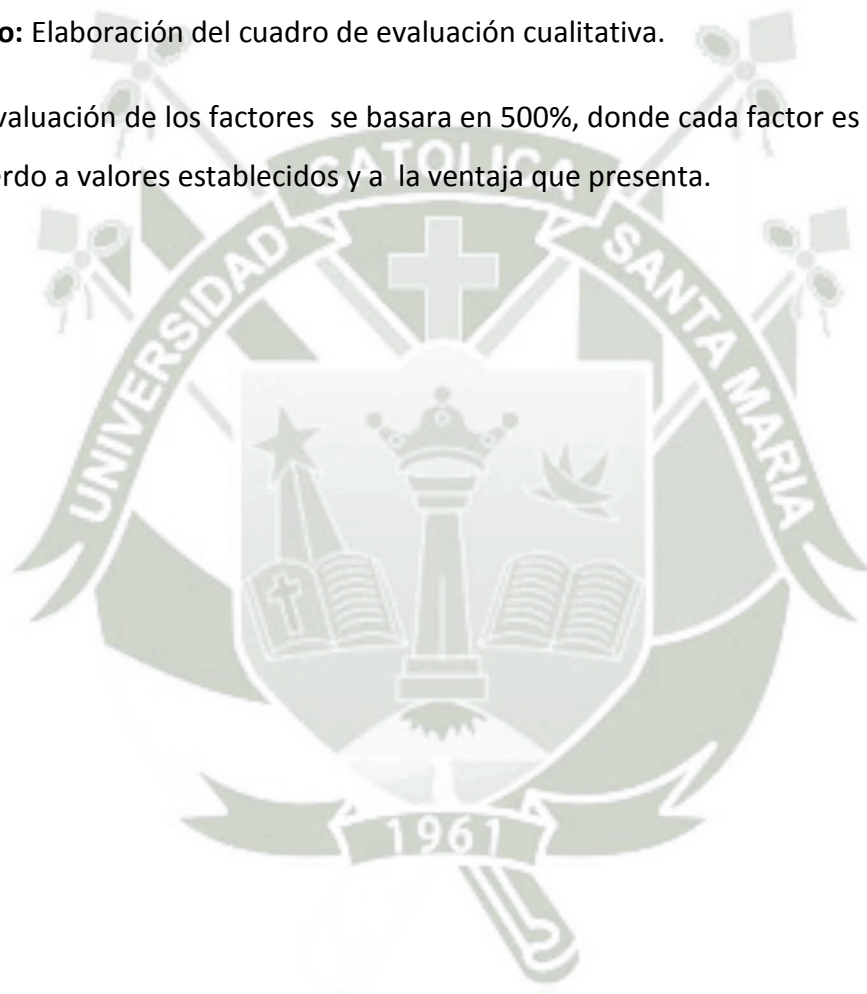 o: Elaboración del cuadro de evaluación cualitativa.
valuación de los factores se basara en 500%, donde cada factor es
erdo a valores establecidos y a la ventaja que presenta.
CATOLICA
UNIVERSIDAD
SANTA MARIA
1961